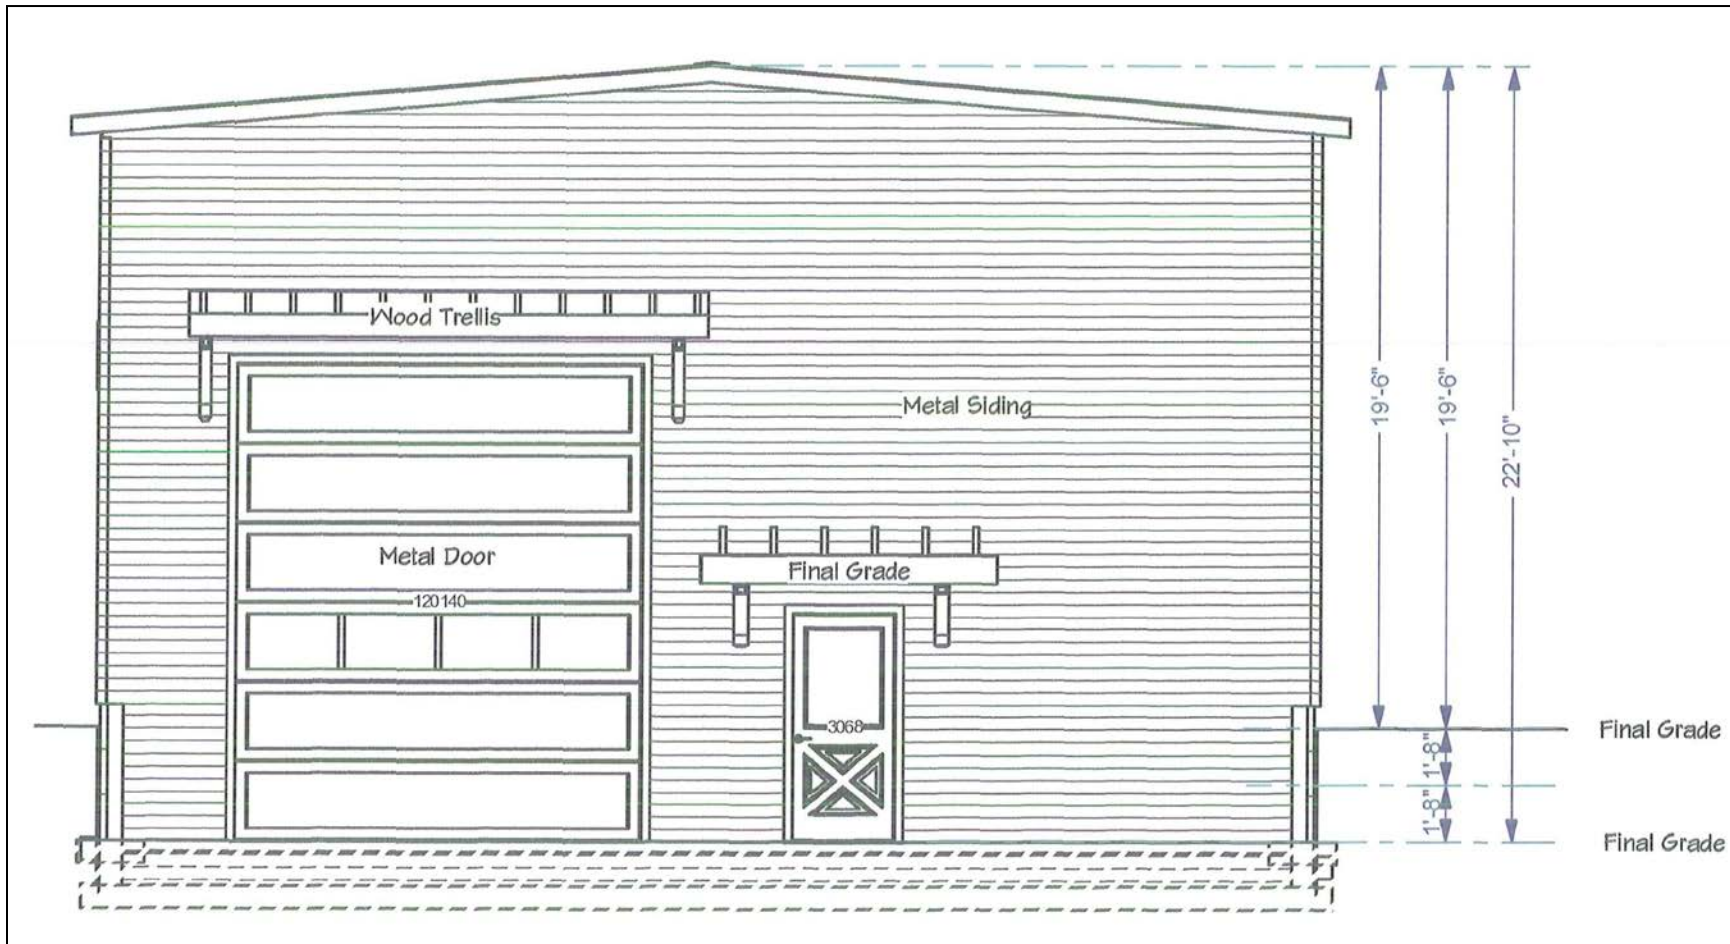 Wood Trellis
19'-6"
19'-6"
Metal Siding
22'-10"
Metal Door
Final Grade
120140
3068
Final Grade
1'-8"
1'-8"
Final Grade